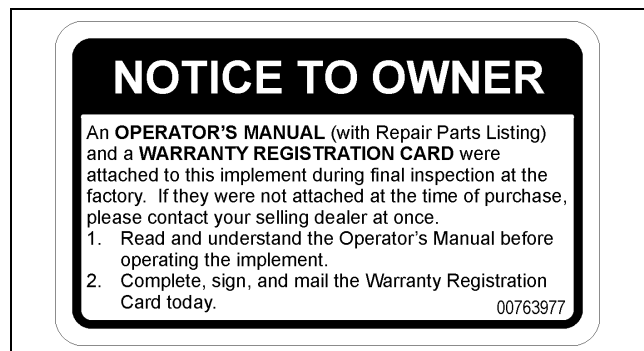 NOTICE TO OWNER
An OPERATOR'S MANUAL (with Repair Parts Listing)
and a WARRANTY REGISTRATION CARD were
attached to this implement during final inspection at the
factory.  If they were not attached at the time of purchase,
please contact your selling dealer at once.
1. Read and understand the Operator's Manual before
operating the implement.
2. Complete, sign, and mail the Warranty Registration
Card today. 00763977